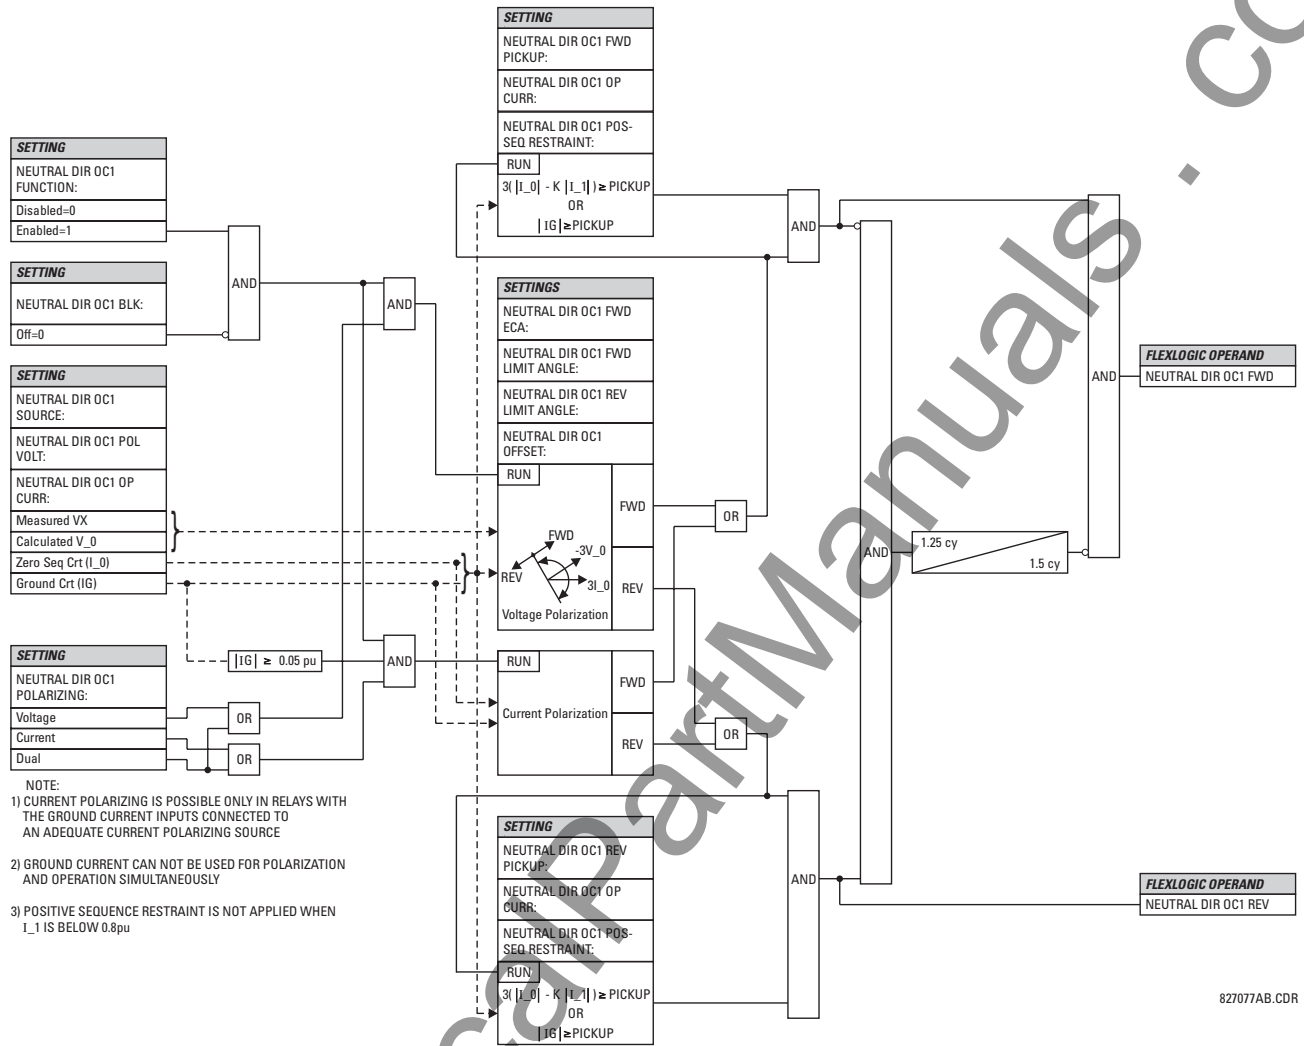 SETTING
NEUTRAL DIR OC1 FWD
PICKUP:
NEUTRAL DIR OC1 OP
CURR:
NEUTRAL DIR OC1 POS-
SEQ RESTRAINT:
RUN
3( |I_0| - K |I_1| ) ≥ PICKUP
OR
|IG| ≥ PICKUP
SETTING
NEUTRAL DIR OC1
FUNCTION:
Disabled=0
Enabled=1
SETTING
NEUTRAL DIR OC1 BLK:
Off=0
SETTING
NEUTRAL DIR OC1
SOURCE:
NEUTRAL DIR OC1 POL
VOLT:
NEUTRAL DIR OC1 OP
CURR:
Measured VX
Calculated V_0
Zero Seq Crt (I_0)
Ground Crt (IG)
SETTING
NEUTRAL DIR OC1
POLARIZING:
Voltage
Current
Dual
OR
OR
AND
AND
|IG| ≥ 0.05 pu
AND
SETTINGS
NEUTRAL DIR OC1 FWD
ECA:
NEUTRAL DIR OC1 FWD
LIMIT ANGLE:
NEUTRAL DIR OC1 REV
LIMIT ANGLE:
NEUTRAL DIR OC1
OFFSET:
RUN
FWD
REV
FWD
-3V_0
REV
3I_0
Voltage Polarization
RUN
FWD
Current Polarization
REV
OR
OR
SETTING
NEUTRAL DIR OC1 REV
PICKUP:
NEUTRAL DIR OC1 OP
CURR:
NEUTRAL DIR OC1 POS-
SEQ RESTRAINT:
RUN
3( |I_0| - K |I_1| ) ≥ PICKUP
OR
|IG| ≥ PICKUP
AND
AND
AND
1.25 cy
1.5 cy
AND
FLEXLOGIC OPERAND
NEUTRAL DIR OC1 FWD
FLEXLOGIC OPERAND
NEUTRAL DIR OC1 REV
NOTE:
1) CURRENT POLARIZING IS POSSIBLE ONLY IN RELAYS WITH
THE GROUND CURRENT INPUTS CONNECTED TO
AN ADEQUATE CURRENT POLARIZING SOURCE
2) GROUND CURRENT CAN NOT BE USED FOR POLARIZATION
AND OPERATION SIMULTANEOUSLY
3) POSITIVE SEQUENCE RESTRAINT IS NOT APPLIED WHEN
I_1 IS BELOW 0.8pu
827077AB.CDR
calPartManuals . co